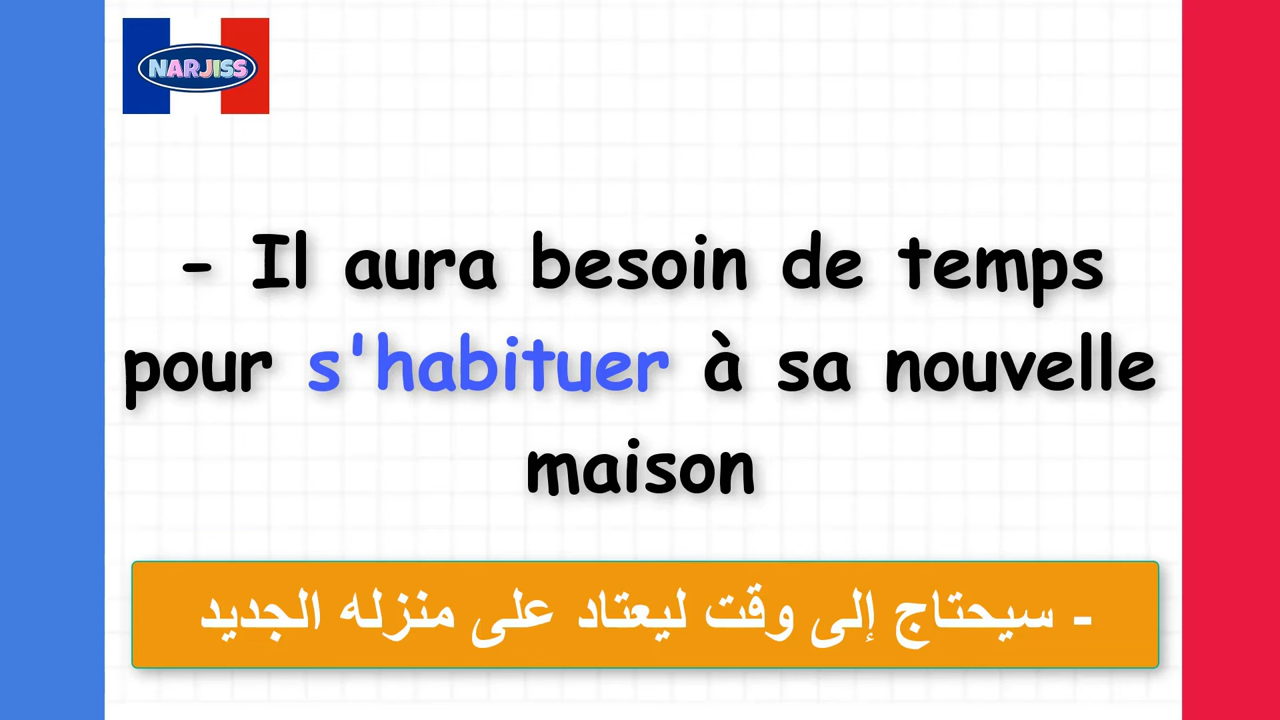 NARJISS
- Il aura besoin de temps
pour s'habituer à sa nouvelle
maison
- سيحتاج إلى وقت ليعتاد على منزله الجديد